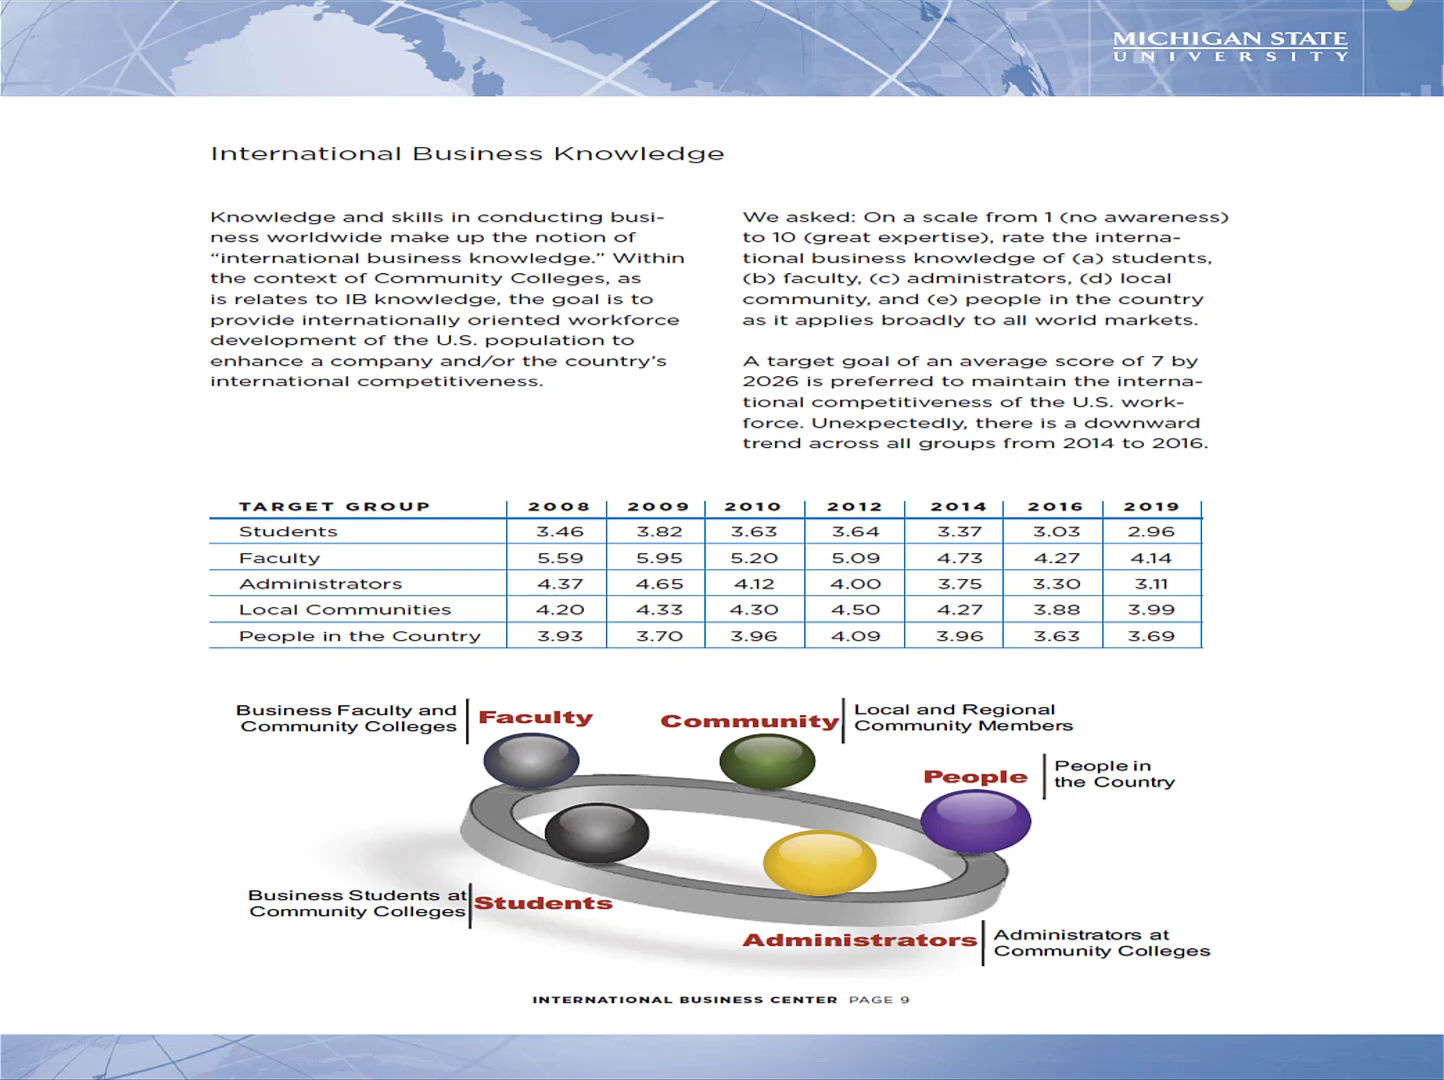 MICHIGAN STATE
UNIVERSITY
International Business Knowledge
Knowledge and skills in conducting busi-
ness worldwide make up the notion of
“international business knowledge.” Within
the context of Community Colleges, as
is relates to IB knowledge, the goal is to
provide internationally oriented workforce
development of the U.S. population to
enhance a company and/or the country’s
international competitiveness.
We asked: On a scale from 1 (no awareness)
to 10 (great expertise), rate the interna-
tional business knowledge of (a) students,
(b) faculty, (c) administrators, (d) local
community, and (e) people in the country
as it applies broadly to all world markets.
A target goal of an average score of 7 by
2026 is preferred to maintain the interna-
tional competitiveness of the U.S. work-
force. Unexpectedly, there is a downward
trend across all groups from 2014 to 2016.
TARGET GROUP 2008 2009 2010 2012 2014 2016 2019
Students 3.46 3.82 3.63 3.64 3.37 3.03 2.96
Faculty 5.59 5.95 5.20 5.09 4.73 4.27 4.14
Administrators 4.37 4.65 4.12 4.00 3.75 3.30 3.11
Local Communities 4.20 4.33 4.30 4.50 4.27 3.88 3.99
People in the Country 3.93 3.70 3.96 4.09 3.96 3.63 3.69
Business Faculty and
Community Colleges
Faculty
Community
Local and Regional
Community Members
People
People in
the Country
Business Students at
Community Colleges
Students
Administrators
Administrators at
Community Colleges
INTERNATIONAL BUSINESS CENTER PAGE 9